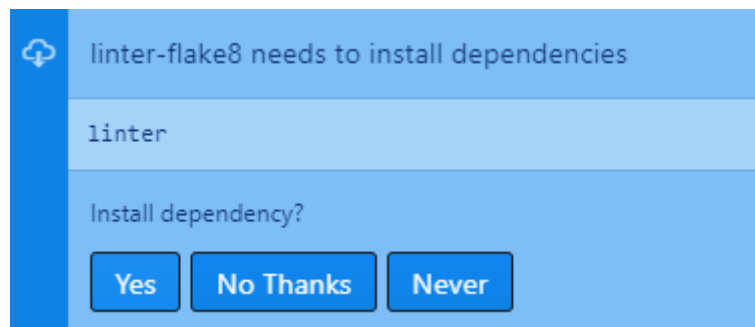 linter-flake8 needs to install dependencies
linter
Install dependency?
Yes No Thanks Never